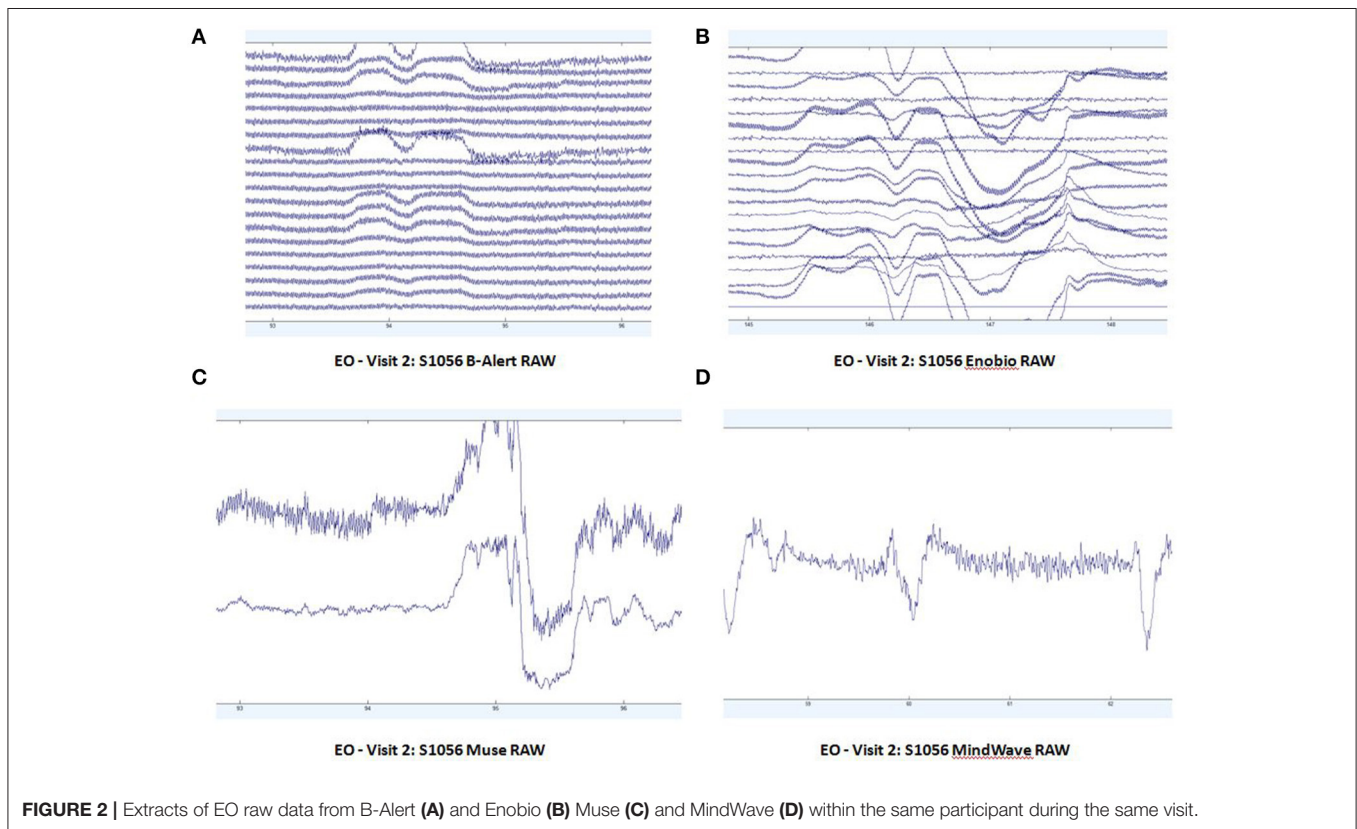 A
B
93 94 95 96
145 146 147 148
EO - Visit 2: S1056 B-Alert RAW
EO - Visit 2: S1056 Enobio RAW
C
D
93 94 95 96
59 60 61 62
EO - Visit 2: S1056 Muse RAW
EO - Visit 2: S1056 MindWave RAW
FIGURE 2 | Extracts of EO raw data from B-Alert (A) and Enobio (B) Muse (C) and MindWave (D) within the same participant during the same visit.